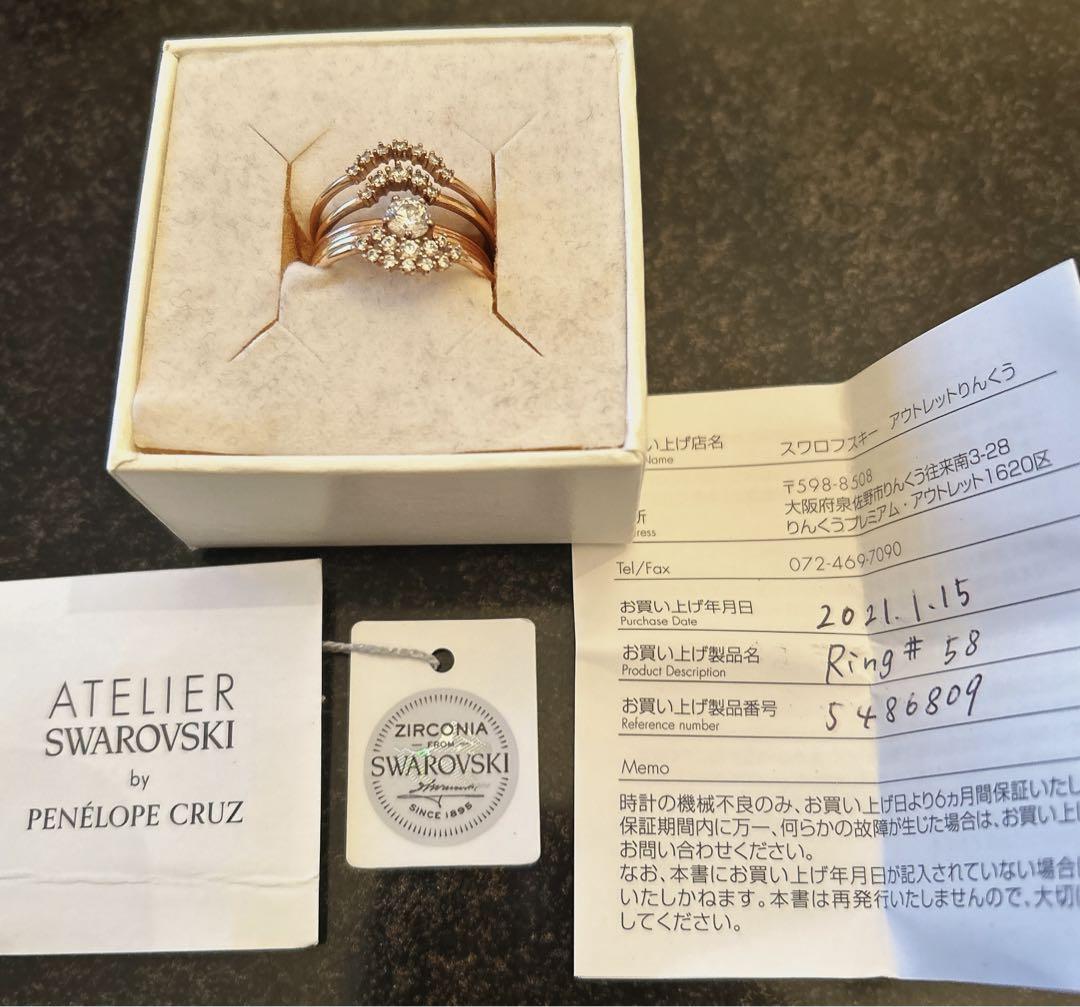 ATELIER
SWAROVSKI
by
PENÉLOPE CRUZ
ZIRCONIA
FROM
SWAROVSKI
SINCE 1895
い上げ店名 スワロフスキー アウトレットりんくう
Name
〒598-8508
大阪府泉佐野市りんくう往来南3-28
所 りんくうプレミアム・アウトレット1620区
ress
Tel/Fax 072-469-7090
お買い上げ年月日 2021.1.15
Purchase Date
お買い上げ製品名 Ring # 58
Product Description
お買い上げ製品番号 5486809
Reference number
Memo
時計の機械不良のみ、お買い上げ日より6ヵ月間保証いたし
保証期間内に万一、何らかの故障が生じた場合は、お買い上げ
お問い合わせください。
なお、本書にお買い上げ年月日が記入されていない場合
いたしかねます。本書は再発行いたしませんので、大切に
してください。